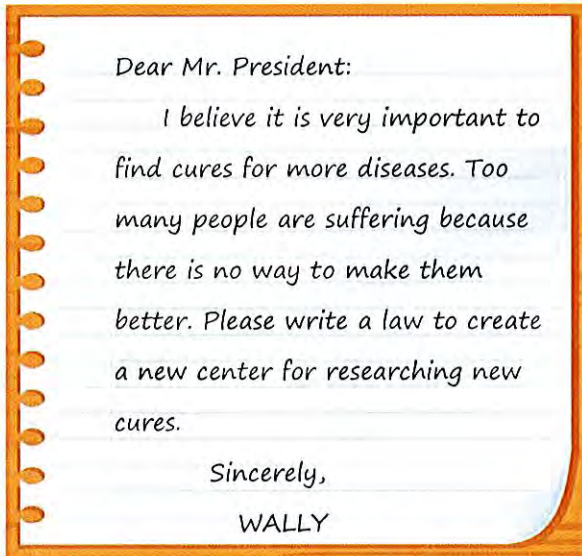 Dear Mr. President:
I believe it is very important to
find cures for more diseases. Too
many people are suffering because
there is no way to make them
better. Please write a law to create
a new center for researching new
cures.
Sincerely,
WALLY